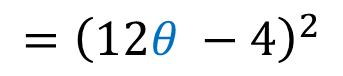 = (12θ − 4)²